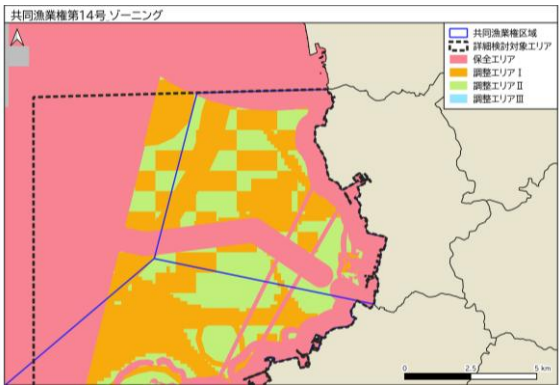 共同漁業権第14号 ゾーニング
共同漁業権区域
詳細検討対象エリア
保全エリア
調整エリアⅠ
調整エリアⅡ
調整エリアⅢ
0 2.5 5 km